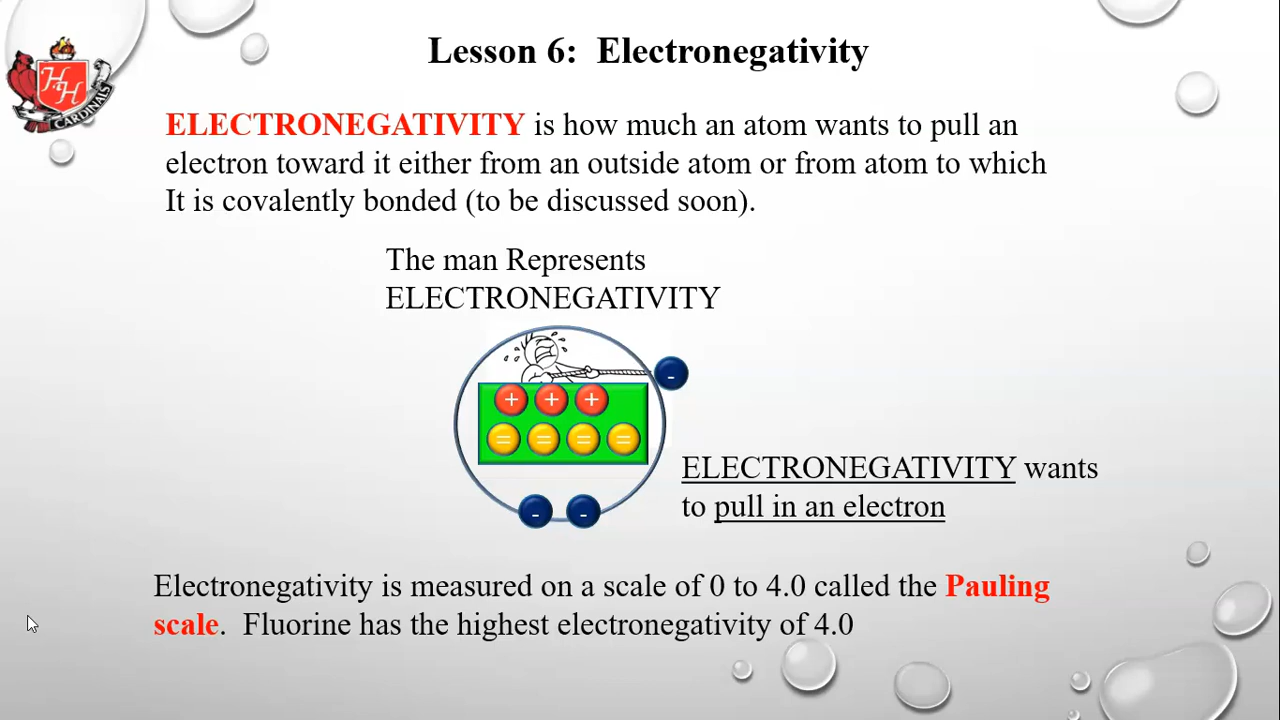 Lesson 6: Electronegativity
H H
CARDINALS
ELECTRONEGATIVITY is how much an atom wants to pull an
electron toward it either from an outside atom or from atom to which
It is covalently bonded (to be discussed soon).
The man Represents
ELECTRONEGATIVITY
-
+ + +
= = = =
- -
ELECTRONEGATIVITY wants
to pull in an electron
Electronegativity is measured on a scale of 0 to 4.0 called the Pauling
scale. Fluorine has the highest electronegativity of 4.0